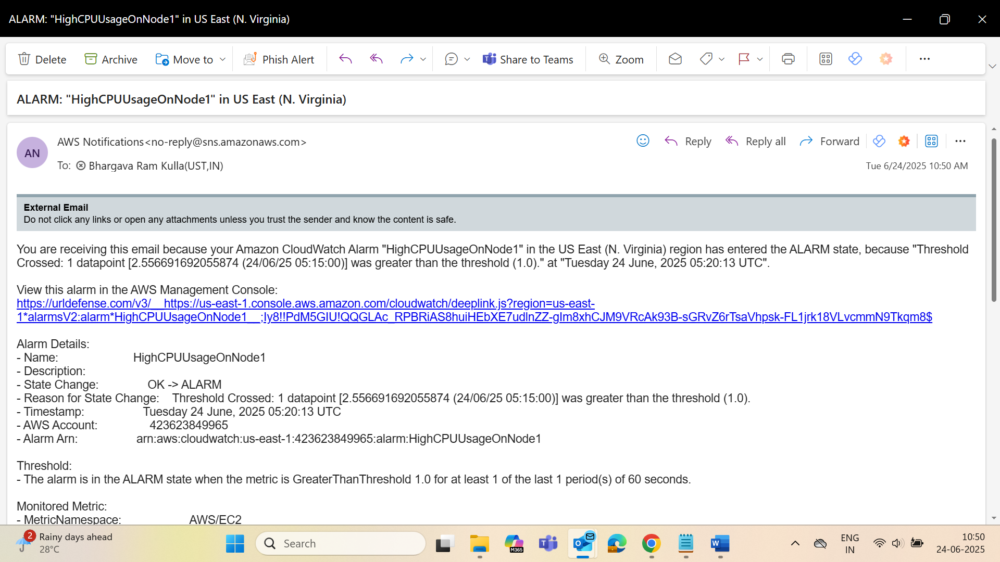 ALARM: "HighCPUUsageOnNode1" in US East (N. Virginia)
Delete Archive Move to Phish Alert Share to Teams Zoom
ALARM: "HighCPUUsageOnNode1" in US East (N. Virginia)
AN
AWS Notifications<no-reply@sns.amazonaws.com>
Reply Reply all Forward
To: Bhargava Ram Kulla(UST,IN)
Tue 6/24/2025 10:50 AM
External Email
Do not click any links or open any attachments unless you trust the sender and know the content is safe.
You are receiving this email because your Amazon CloudWatch Alarm "HighCPUUsageOnNode1" in the US East (N. Virginia) region has entered the ALARM state, because "Threshold
Crossed: 1 datapoint [2.556691692055874 (24/06/25 05:15:00)] was greater than the threshold (1.0)." at "Tuesday 24 June, 2025 05:20:13 UTC".
View this alarm in the AWS Management Console:
https://urldefense.com/v3/__https://us-east-1.console.aws.amazon.com/cloudwatch/deeplink.js?region=us-east-
1*alarmsV2:alarm*HighCPUUsageOnNode1__;Iy8!!PdM5GIU!QQGLAc_RPBRiAS8huiHEbXE7udlnZZ-gIm8xhCJM9VRcAk93B-sGRvZ6rTsaVhpsk-FL1jrk18VLvcmmN9Tkqm8$
Alarm Details:
- Name: HighCPUUsageOnNode1
- Description:
- State Change: OK -> ALARM
- Reason for State Change: Threshold Crossed: 1 datapoint [2.556691692055874 (24/06/25 05:15:00)] was greater than the threshold (1.0).
- Timestamp: Tuesday 24 June, 2025 05:20:13 UTC
- AWS Account: 423623849965
- Alarm Arn: arn:aws:cloudwatch:us-east-1:423623849965:alarm:HighCPUUsageOnNode1
Threshold:
- The alarm is in the ALARM state when the metric is GreaterThanThreshold 1.0 for at least 1 of the last 1 period(s) of 60 seconds.
Monitored Metric:
- MetricNamespace: AWS/EC2
2
Rainy days ahead
28°C
Search
M365
ENG
IN
10:50
24-06-2025